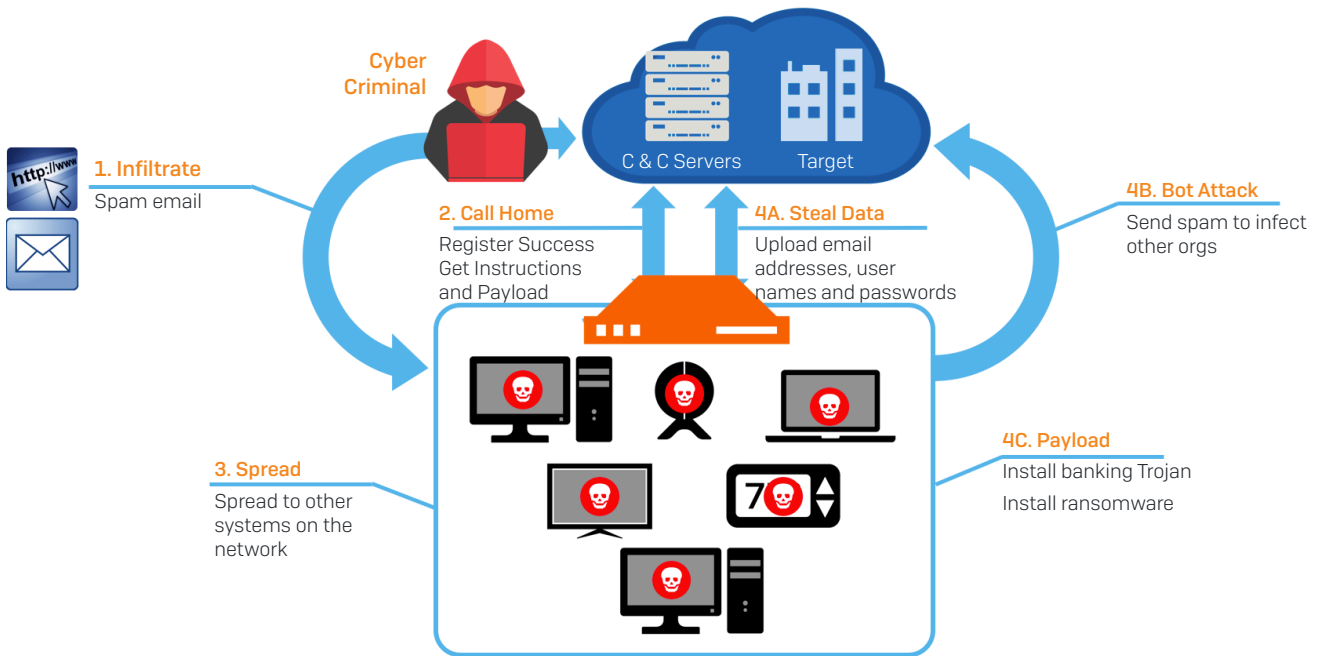 Cyber
Criminal
C & C Servers
Target
http://www
1. Infiltrate
Spam email
2. Call Home
Register Success
Get Instructions
and Payload
4A. Steal Data
Upload email
addresses, user
names and passwords
4B. Bot Attack
Send spam to infect
other orgs
3. Spread
Spread to other
systems on the
network
7
4C. Payload
Install banking Trojan
Install ransomware